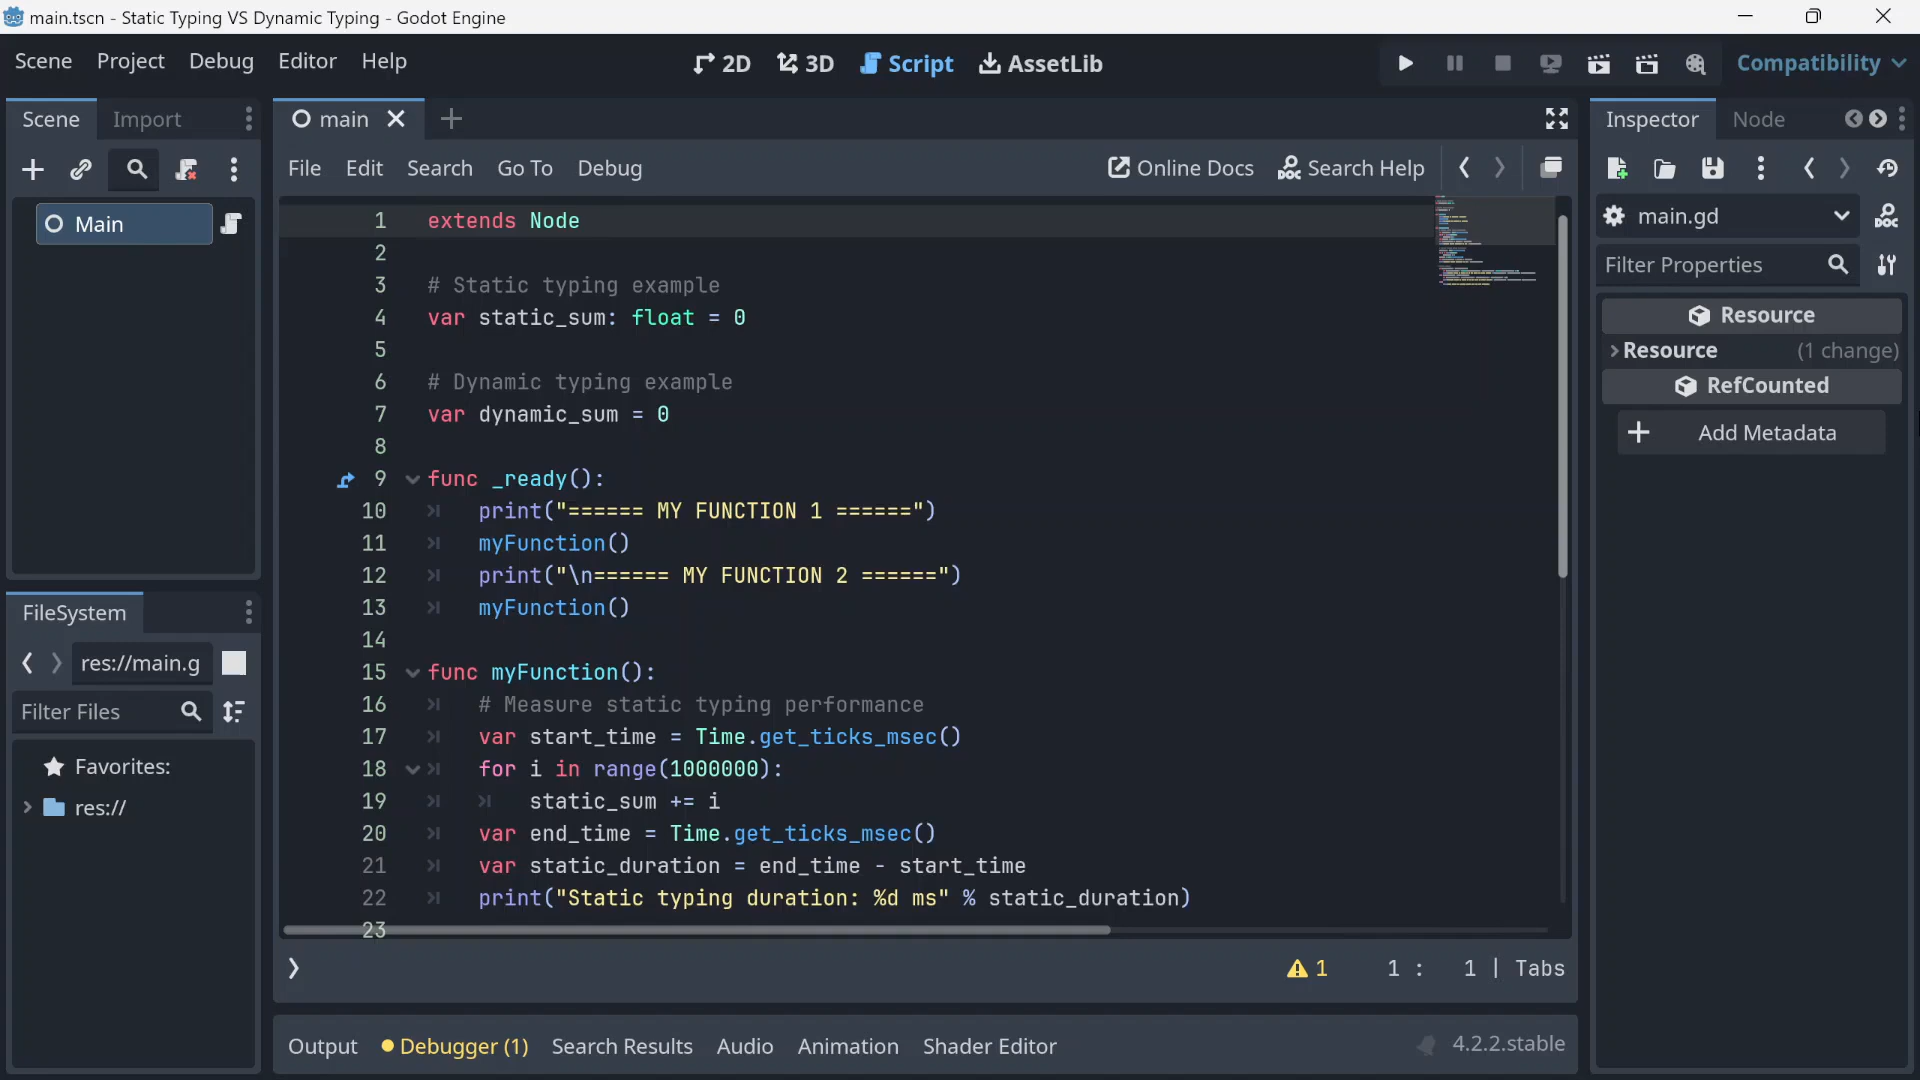 main.tscn - Static Typing VS Dynamic Typing - Godot Engine
Scene Project Debug Editor Help
2D 3D Script AssetLib
Compatibility
Scene Import
main
Inspector Node
File Edit Search Go To Debug
Online Docs Search Help
Main
main.gd
Filter Properties
Resource
Resource (1 change)
RefCounted
Add Metadata
1 extends Node
2
3 # Static typing example
4 var static_sum: float = 0
5
6 # Dynamic typing example
7 var dynamic_sum = 0
8
9 func _ready():
10 print("====== MY FUNCTION 1 ======")
11 myFunction()
12 print("\n====== MY FUNCTION 2 ======")
13 myFunction()
14
15 func myFunction():
16 # Measure static typing performance
17 var start_time = Time.get_ticks_msec()
18 for i in range(1000000):
19 static_sum += i
20 var end_time = Time.get_ticks_msec()
21 var static_duration = end_time - start_time
22 print("Static typing duration: %d ms" % static_duration)
23
FileSystem
res://main.g
Filter Files
Favorites:
res://
1 1 : 1 | Tabs
Output Debugger (1) Search Results Audio Animation Shader Editor
4.2.2.stable